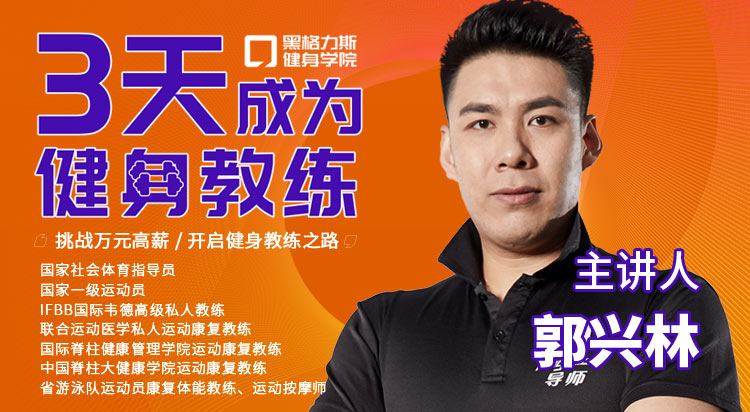 3天成为
黑格力斯
健身学院
健身教练
挑战万元高薪 / 开启健身教练之路
国家社会体育指导员
国家一级运动员
IFBB国际韦德高级私人教练
联合运动医学私人运动康复教练
国际脊柱健康管理学院运动康复教练
中国脊柱大健康学院运动康复教练
省游泳队运动员康复体能教练、运动按摩师
主讲人
郭兴林
导师